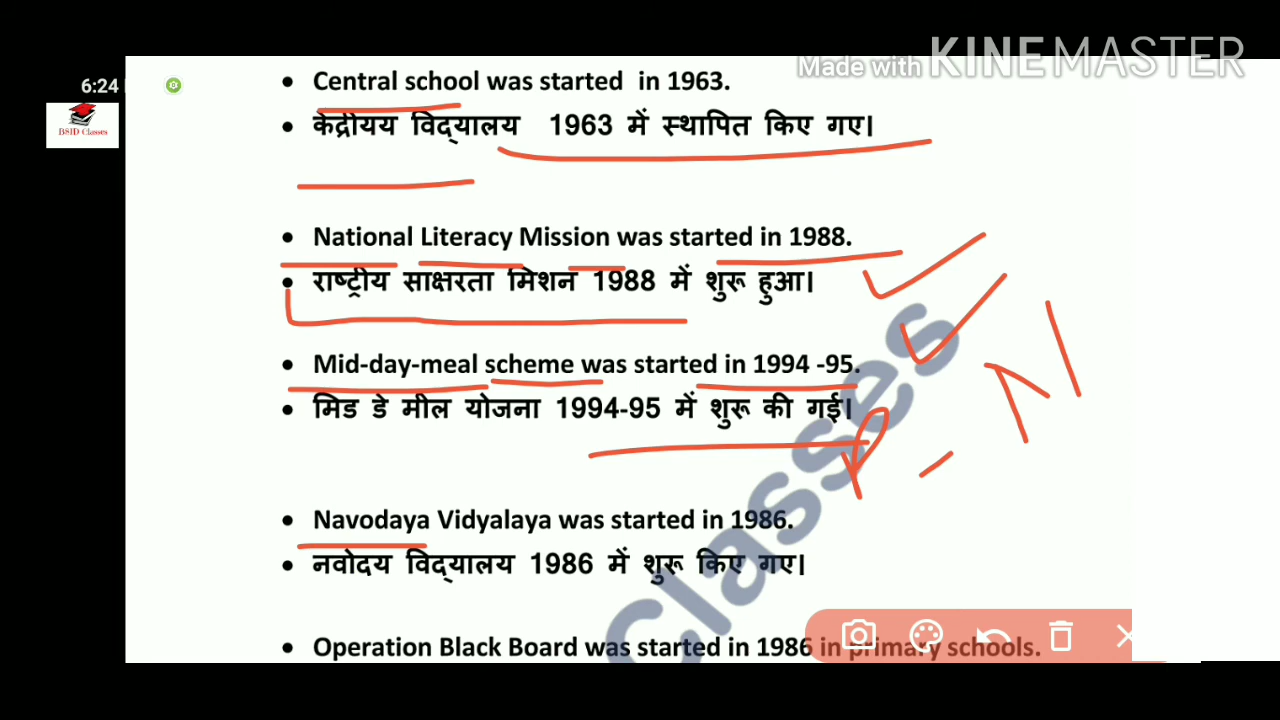 Made with KINEMASTER
6:24
BSID Classes
• Central school was started in 1963.
• केद्रीयय विद्यालय 1963 में स्थापित किए गए।
• National Literacy Mission was started in 1988.
• राष्ट्रीय साक्षरता मिशन 1988 में शुरू हुआ।
• Mid-day-meal scheme was started in 1994 -95.
• मिड डे मील योजना 1994-95 में शुरू की गई।
P - N
• Navodaya Vidyalaya was started in 1986.
• नवोदय विद्यालय 1986 में शुरू किए गए।
• Operation Black Board was started in 1986 in primary schools.
Classes